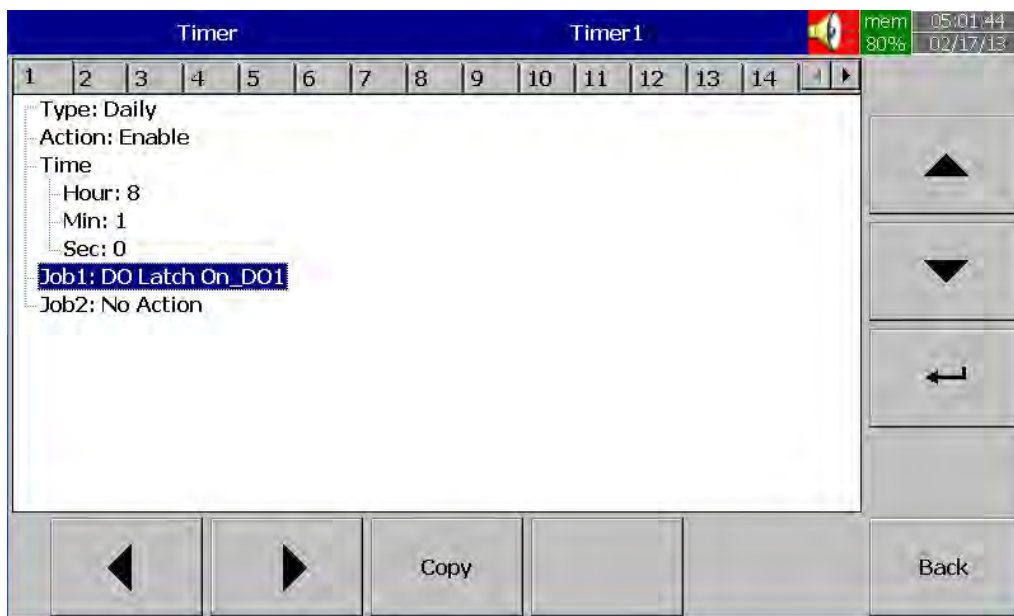 Timer Timer1 mem 05:01:44
80% 02/17/13
1 2 3 4 5 6 7 8 9 10 11 12 13 14
Type: Daily
Action: Enable
Time
Hour: 8
Min: 1
Sec: 0
Job1: DO Latch On_DO1
Job2: No Action
Copy Back